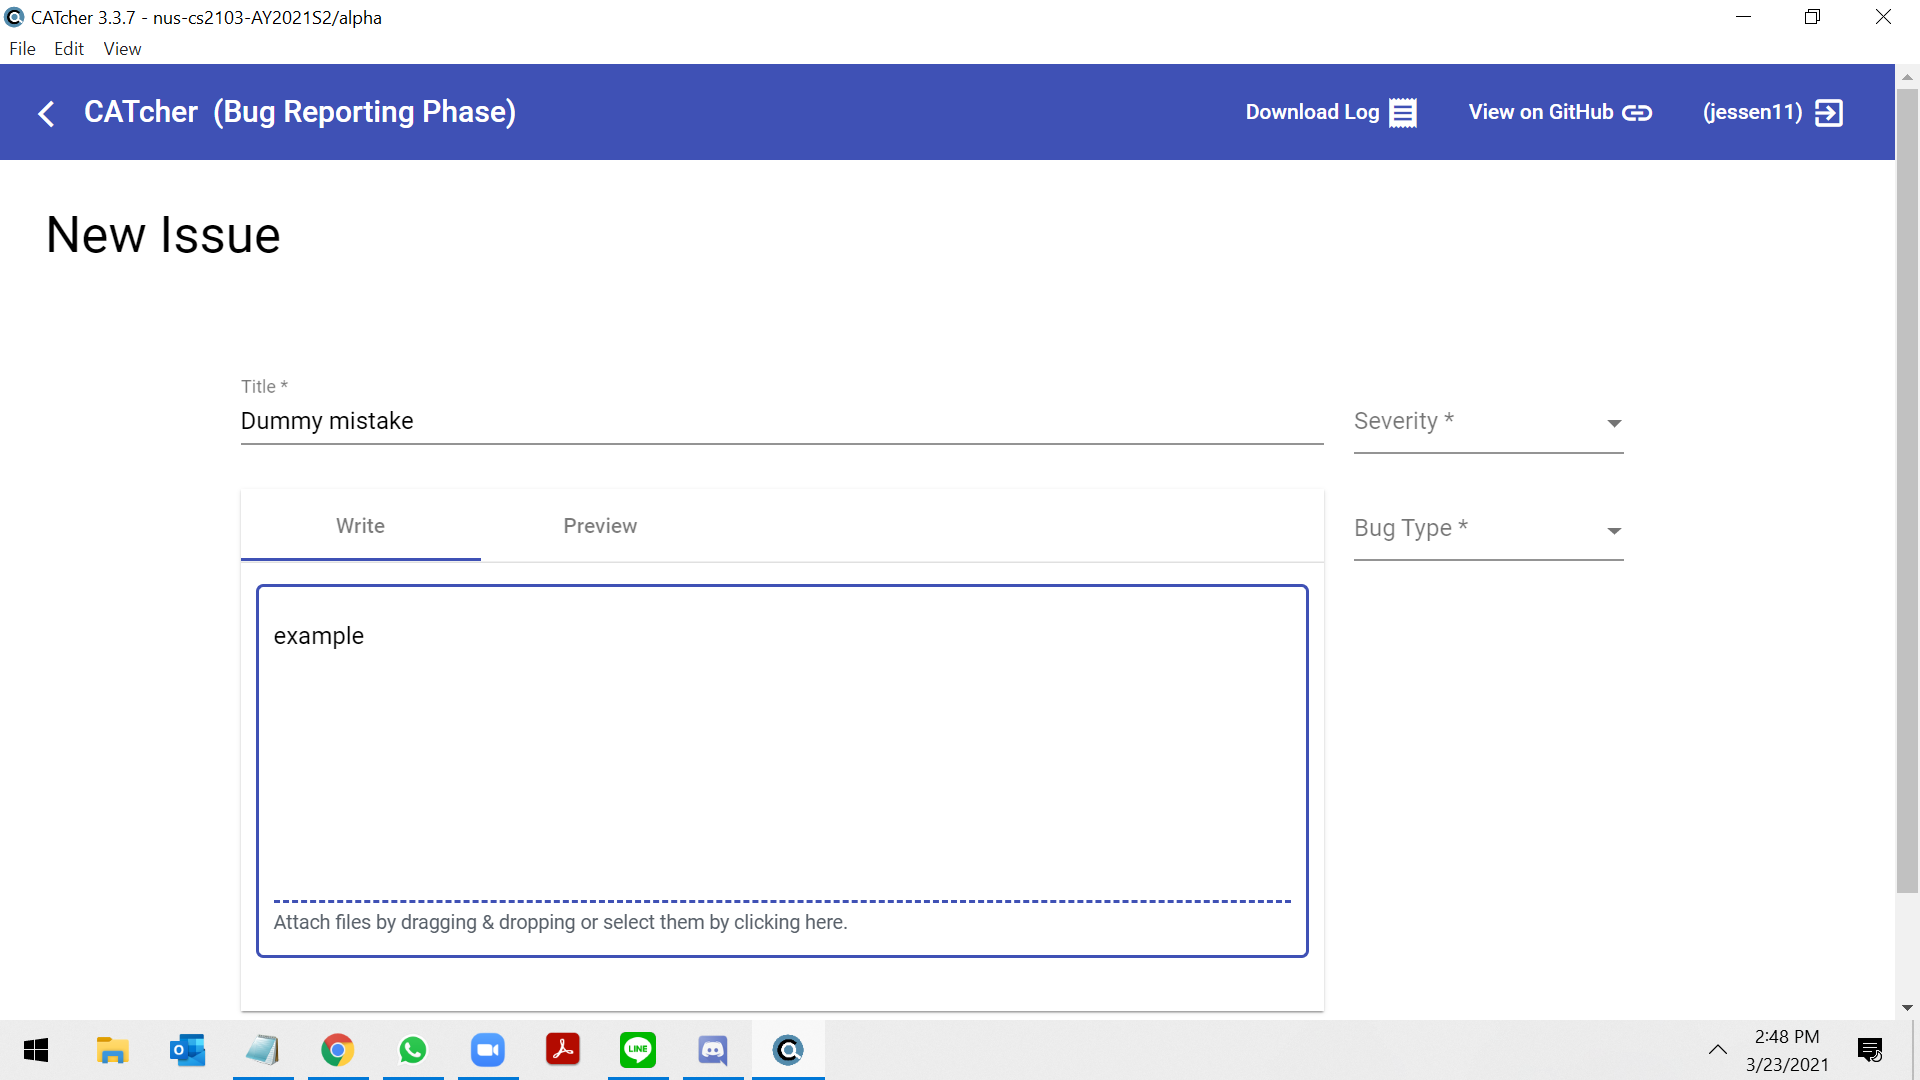 CATcher 3.3.7 - nus-cs2103-AY2021S2/alpha
File Edit View
CATcher (Bug Reporting Phase)
Download Log View on GitHub (jessen11)
New Issue
Title *
Dummy mistake
Severity *
Write Preview
Bug Type *
example
Attach files by dragging & dropping or select them by clicking here.
LINE
2:48 PM
3/23/2021